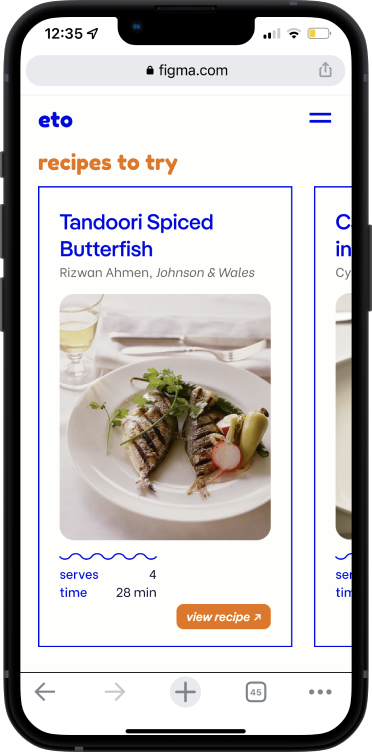 12:35
figma.com
eto
recipes to try
Tandoori Spiced
Butterfish
Rizwan Ahmen, Johnson & Wales
serves 4
time 28 min
view recipe ↗
C
in
Cy
ser
tim
45